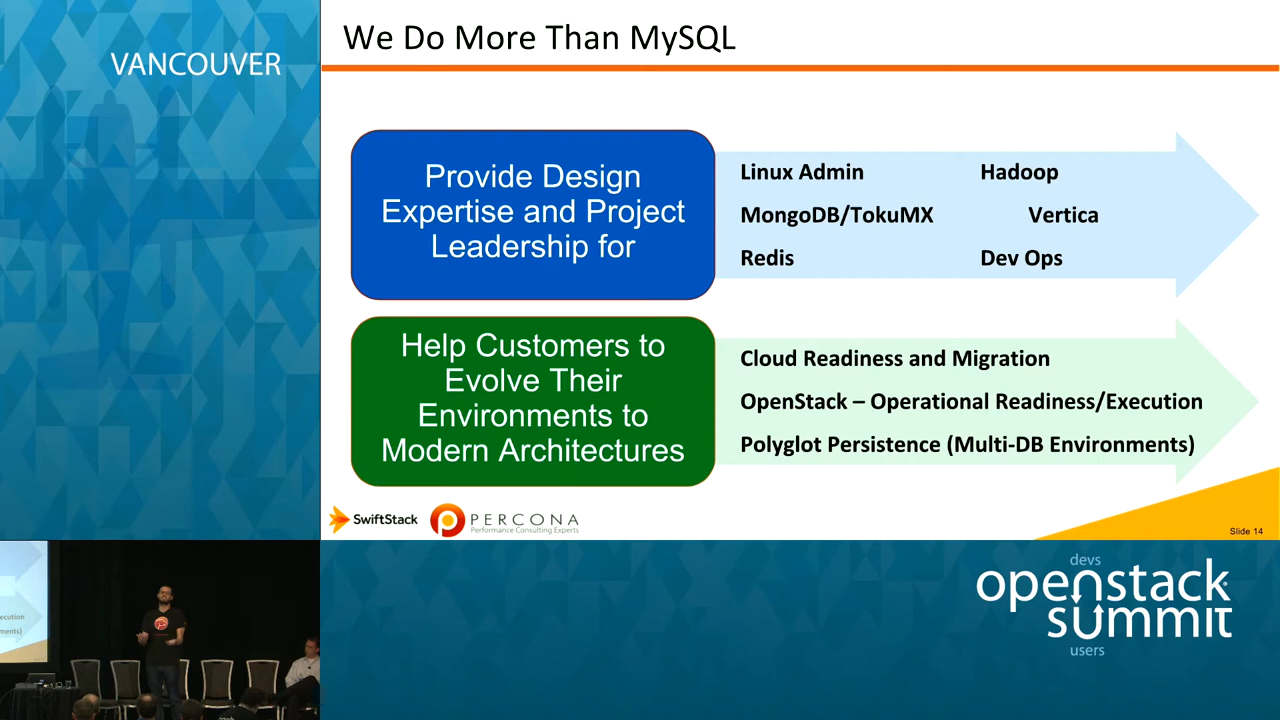 VANCOUVER
We Do More Than MySQL
Provide Design
Expertise and Project
Leadership for
Linux Admin Hadoop
MongoDB/TokuMX Vertica
Redis Dev Ops
Help Customers to
Evolve Their
Environments to
Modern Architectures
Cloud Readiness and Migration
OpenStack – Operational Readiness/Execution
Polyglot Persistence (Multi-DB Environments)
SwiftStack
PERCONA
Performance Consulting Experts
Slide 14
ecution
ments)
devs
openstack
summit
users